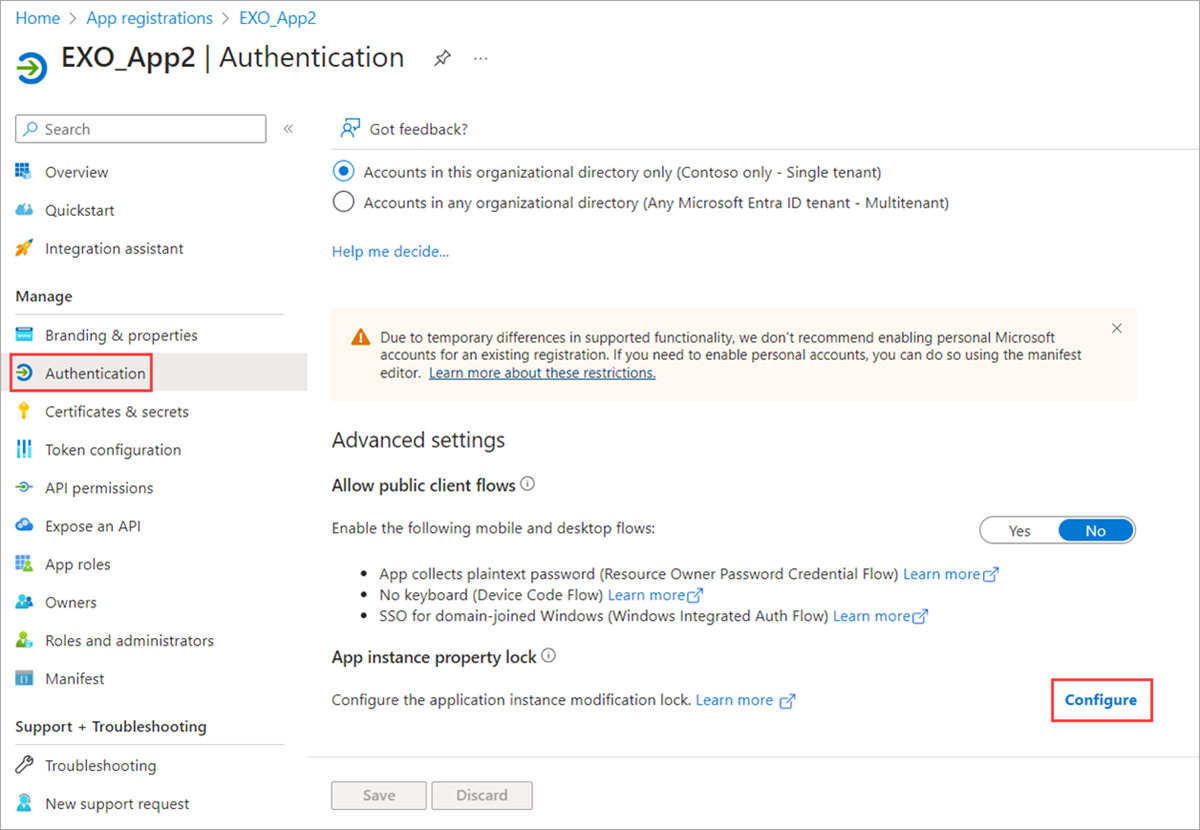 Home > App registrations > EXO_App2
EXO_App2 | Authentication ...
Search «
Overview
Quickstart
Integration assistant
Manage
Branding & properties
Authentication
Certificates & secrets
Token configuration
API permissions
Expose an API
App roles
Owners
Roles and administrators
Manifest
Support + Troubleshooting
Troubleshooting
New support request
Got feedback?
Accounts in this organizational directory only (Contoso only - Single tenant)
Accounts in any organizational directory (Any Microsoft Entra ID tenant - Multitenant)
Help me decide...
Due to temporary differences in supported functionality, we don't recommend enabling personal Microsoft
accounts for an existing registration. If you need to enable personal accounts, you can do so using the manifest
editor. Learn more about these restrictions.
Advanced settings
Allow public client flows
Enable the following mobile and desktop flows:
Yes No
• App collects plaintext password (Resource Owner Password Credential Flow) Learn more
• No keyboard (Device Code Flow) Learn more
• SSO for domain-joined Windows (Windows Integrated Auth Flow) Learn more
App instance property lock
Configure the application instance modification lock. Learn more
Configure
Save Discard